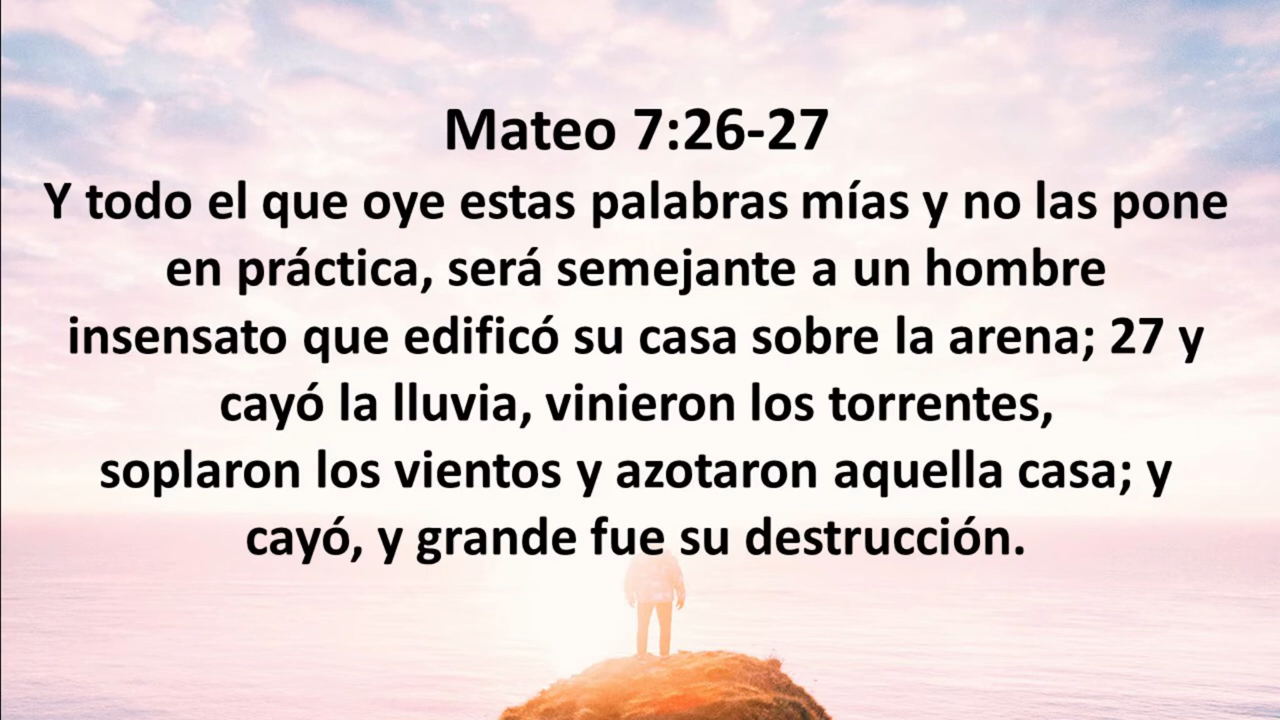 Mateo 7:26-27
Y todo el que oye estas palabras mías y no las pone
en práctica, será semejante a un hombre
insensato que edificó su casa sobre la arena; 27 y
cayó la lluvia, vinieron los torrentes,
soplaron los vientos y azotaron aquella casa; y
cayó, y grande fue su destrucción.